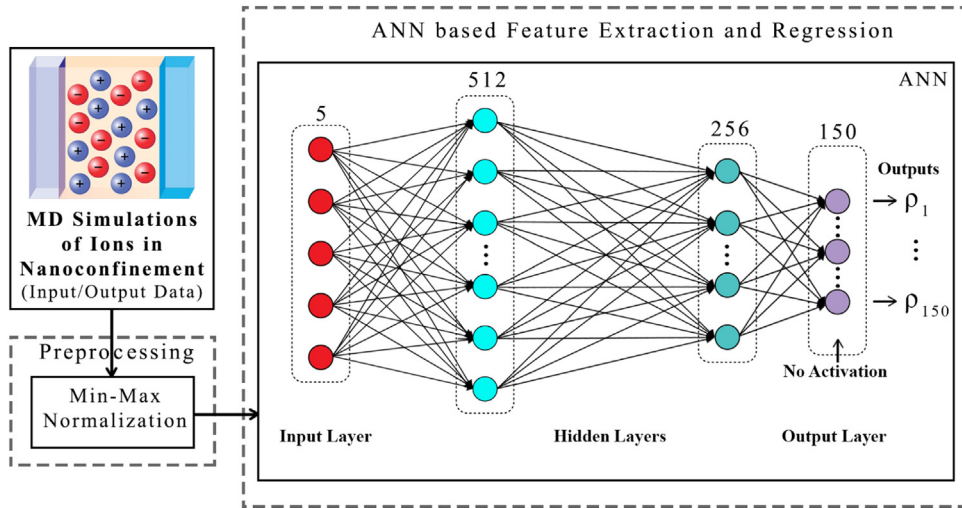 ANN based Feature Extraction and Regression
ANN
MD Simulations
of Ions in
Nanoconfinement
(Input/Output Data)
Preprocessing
Min-Max
Normalization
5
512
256
150
Outputs
ρ1
ρ150
No Activation
Input Layer
Hidden Layers
Output Layer